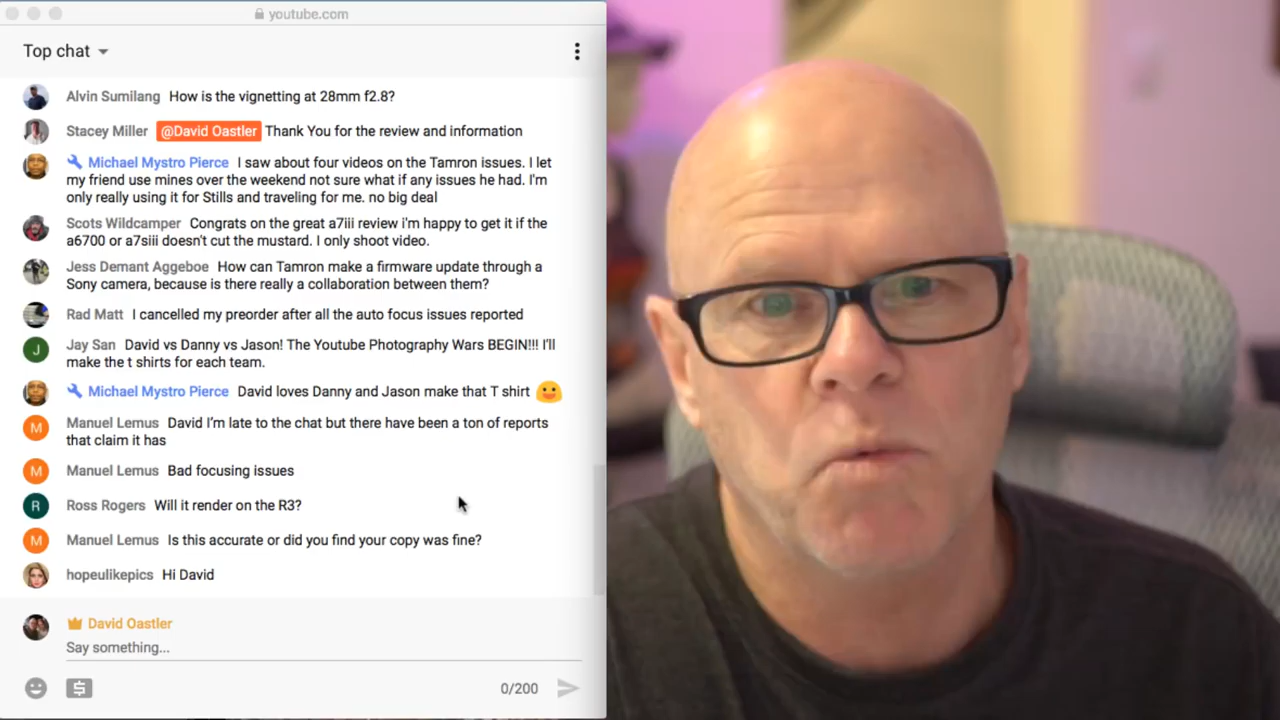 youtube.com
Top chat
Alvin Sumilang How is the vignetting at 28mm f2.8?
Stacey Miller @David Oastler Thank You for the review and information
Michael Mystro Pierce I saw about four videos on the Tamron issues. I let
my friend use mines over the weekend not sure what if any issues he had. I'm
only really using it for Stills and traveling for me. no big deal
Scots Wildcamper Congrats on the great a7iii review i'm happy to get it if the
a6700 or a7siii doesn't cut the mustard. I only shoot video.
Jess Demant Aggeboe How can Tamron make a firmware update through a
Sony camera, because is there really a collaboration between them?
Rad Matt I cancelled my preorder after all the auto focus issues reported
J Jay San David vs Danny vs Jason! The Youtube Photography Wars BEGIN!!! I'll
make the t shirts for each team.
Michael Mystro Pierce David loves Danny and Jason make that T shirt
M Manuel Lemus David I'm late to the chat but there have been a ton of reports
that claim it has
M Manuel Lemus Bad focusing issues
R Ross Rogers Will it render on the R3?
M Manuel Lemus Is this accurate or did you find your copy was fine?
hopeulikepics Hi David
David Oastler
Say something...
$ 0/200